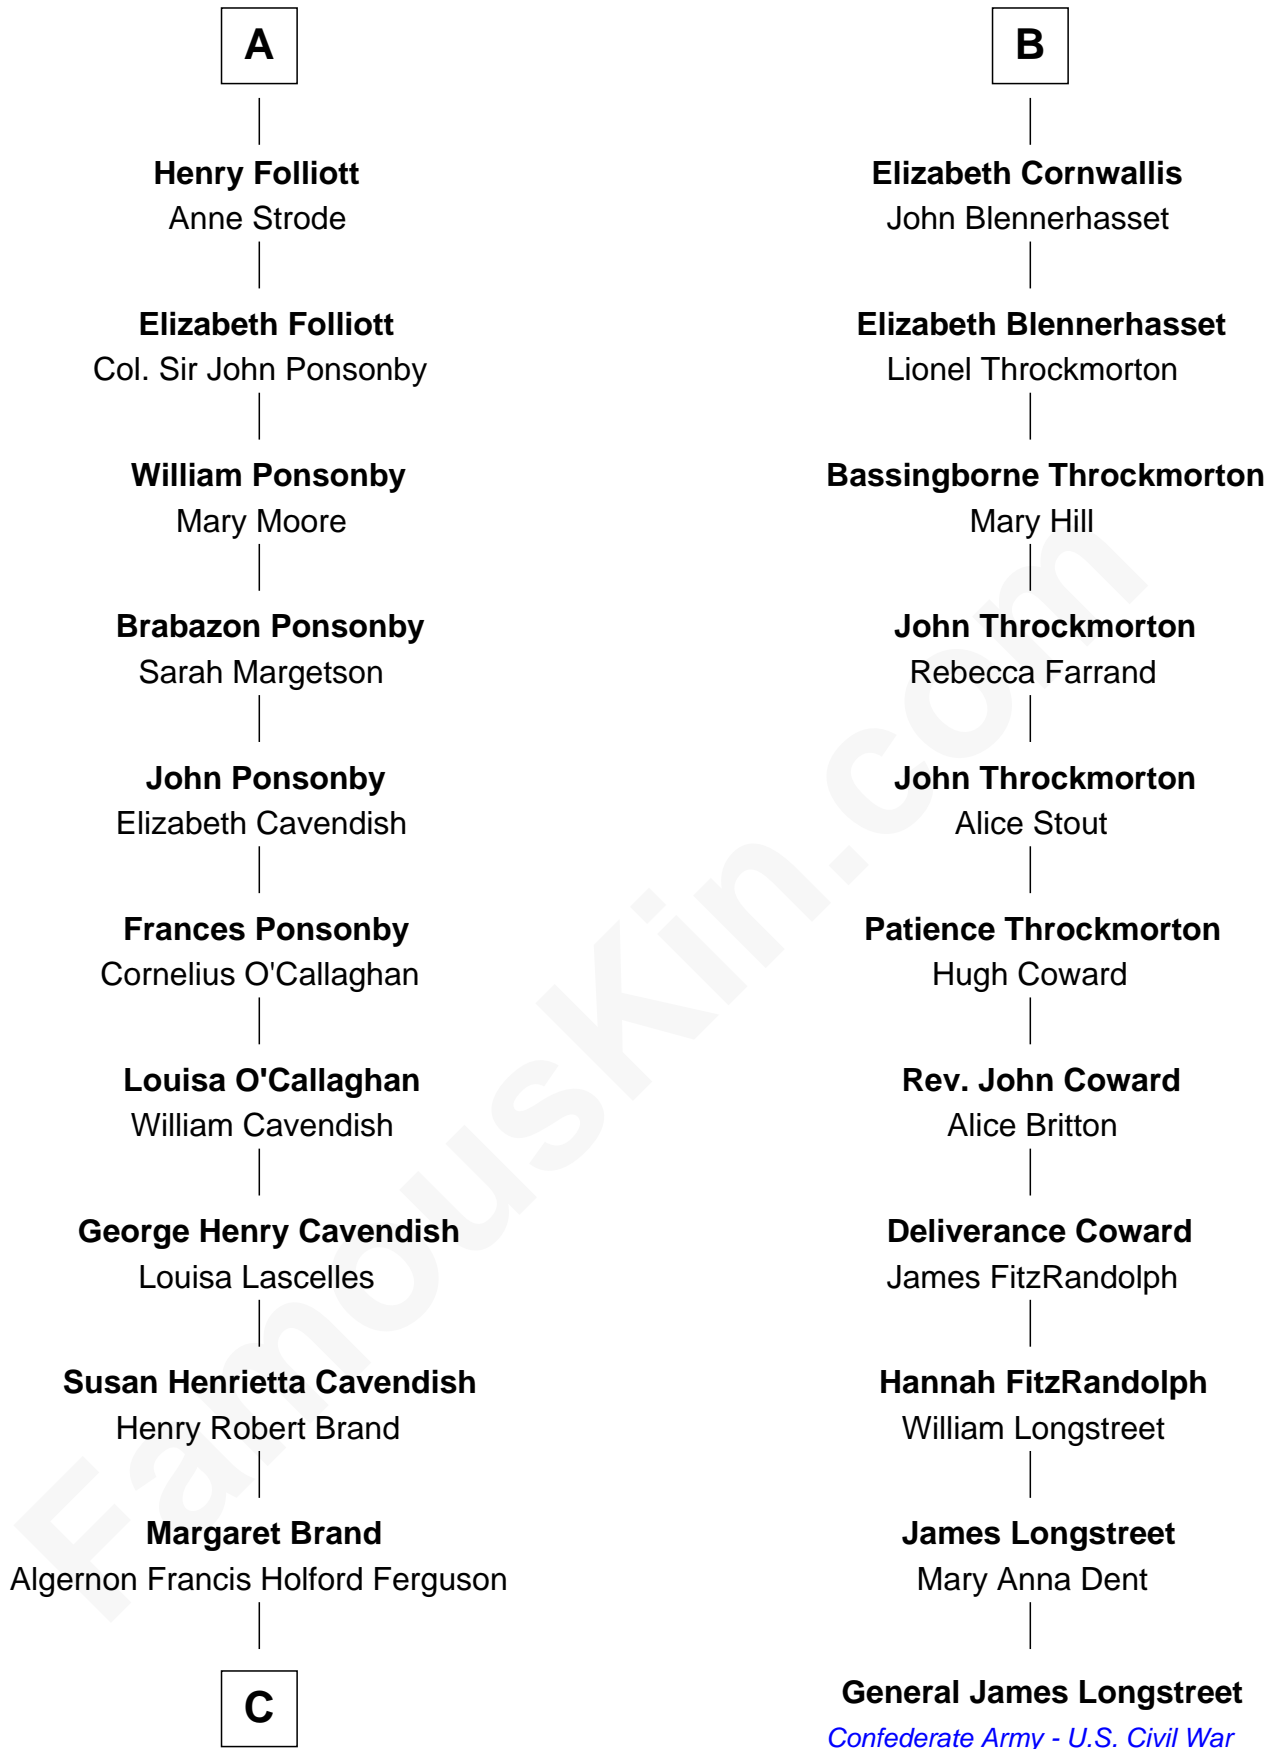 A
Henry Folliott
Anne Strode
Elizabeth Folliott
Col. Sir John Ponsonby
William Ponsonby
Mary Moore
Brabazon Ponsonby
Sarah Margetson
John Ponsonby
Elizabeth Cavendish
Frances Ponsonby
Cornelius O'Callaghan
Louisa O'Callaghan
William Cavendish
George Henry Cavendish
Louisa Lascelles
Susan Henrietta Cavendish
Henry Robert Brand
Margaret Brand
Algernon Francis Holford Ferguson
C
B
Elizabeth Cornwallis
John Blennerhasset
Elizabeth Blennerhasset
Lionel Throckmorton
Bassingborne Throckmorton
Mary Hill
John Throckmorton
Rebecca Farrand
John Throckmorton
Alice Stout
Patience Throckmorton
Hugh Coward
Rev. John Coward
Alice Britton
Deliverance Coward
James FitzRandolph
Hannah FitzRandolph
William Longstreet
James Longstreet
Mary Anna Dent
General James Longstreet
Confederate Army - U.S. Civil War
FamousKin.com